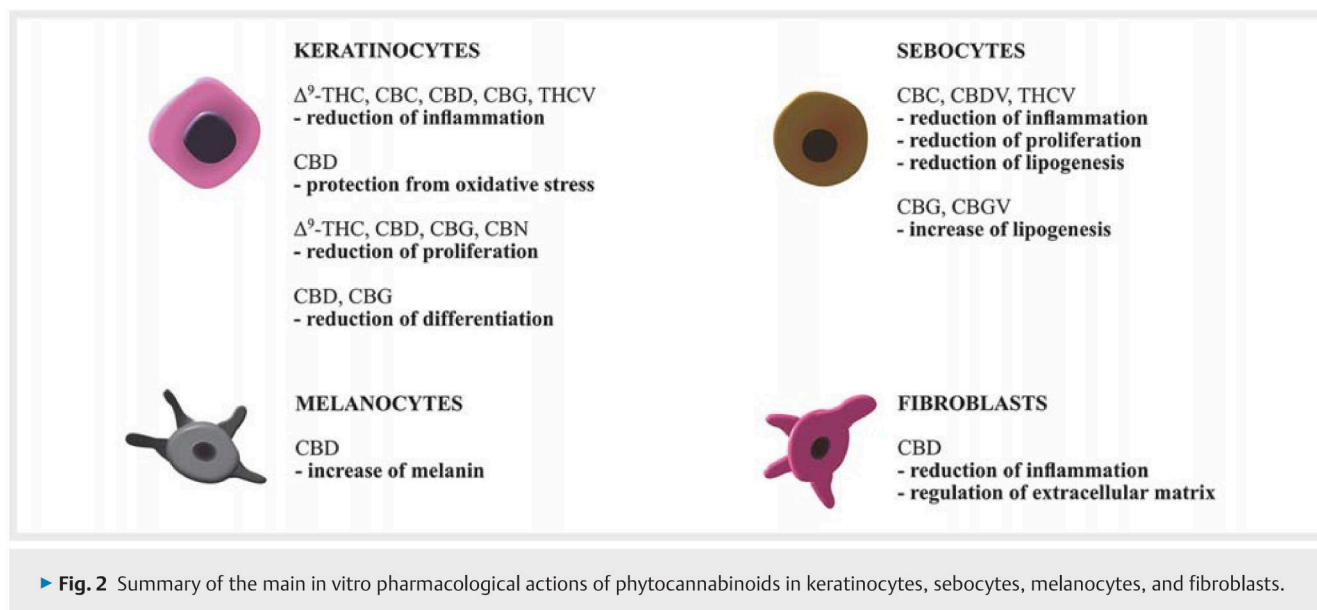 KERATINOCYTES
Δ⁹-THC, CBC, CBD, CBG, THCV
- reduction of inflammation
CBD
- protection from oxidative stress
Δ⁹-THC, CBD, CBG, CBN
- reduction of proliferation
CBD, CBG
- reduction of differentiation
SEBOCYTES
CBC, CBDV, THCV
- reduction of inflammation
- reduction of proliferation
- reduction of lipogenesis
CBG, CBGV
- increase of lipogenesis
MELANOCYTES
CBD
- increase of melanin
FIBROBLASTS
CBD
- reduction of inflammation
- regulation of extracellular matrix
► Fig. 2 Summary of the main in vitro pharmacological actions of phytocannabinoids in keratinocytes, sebocytes, melanocytes, and fibroblasts.